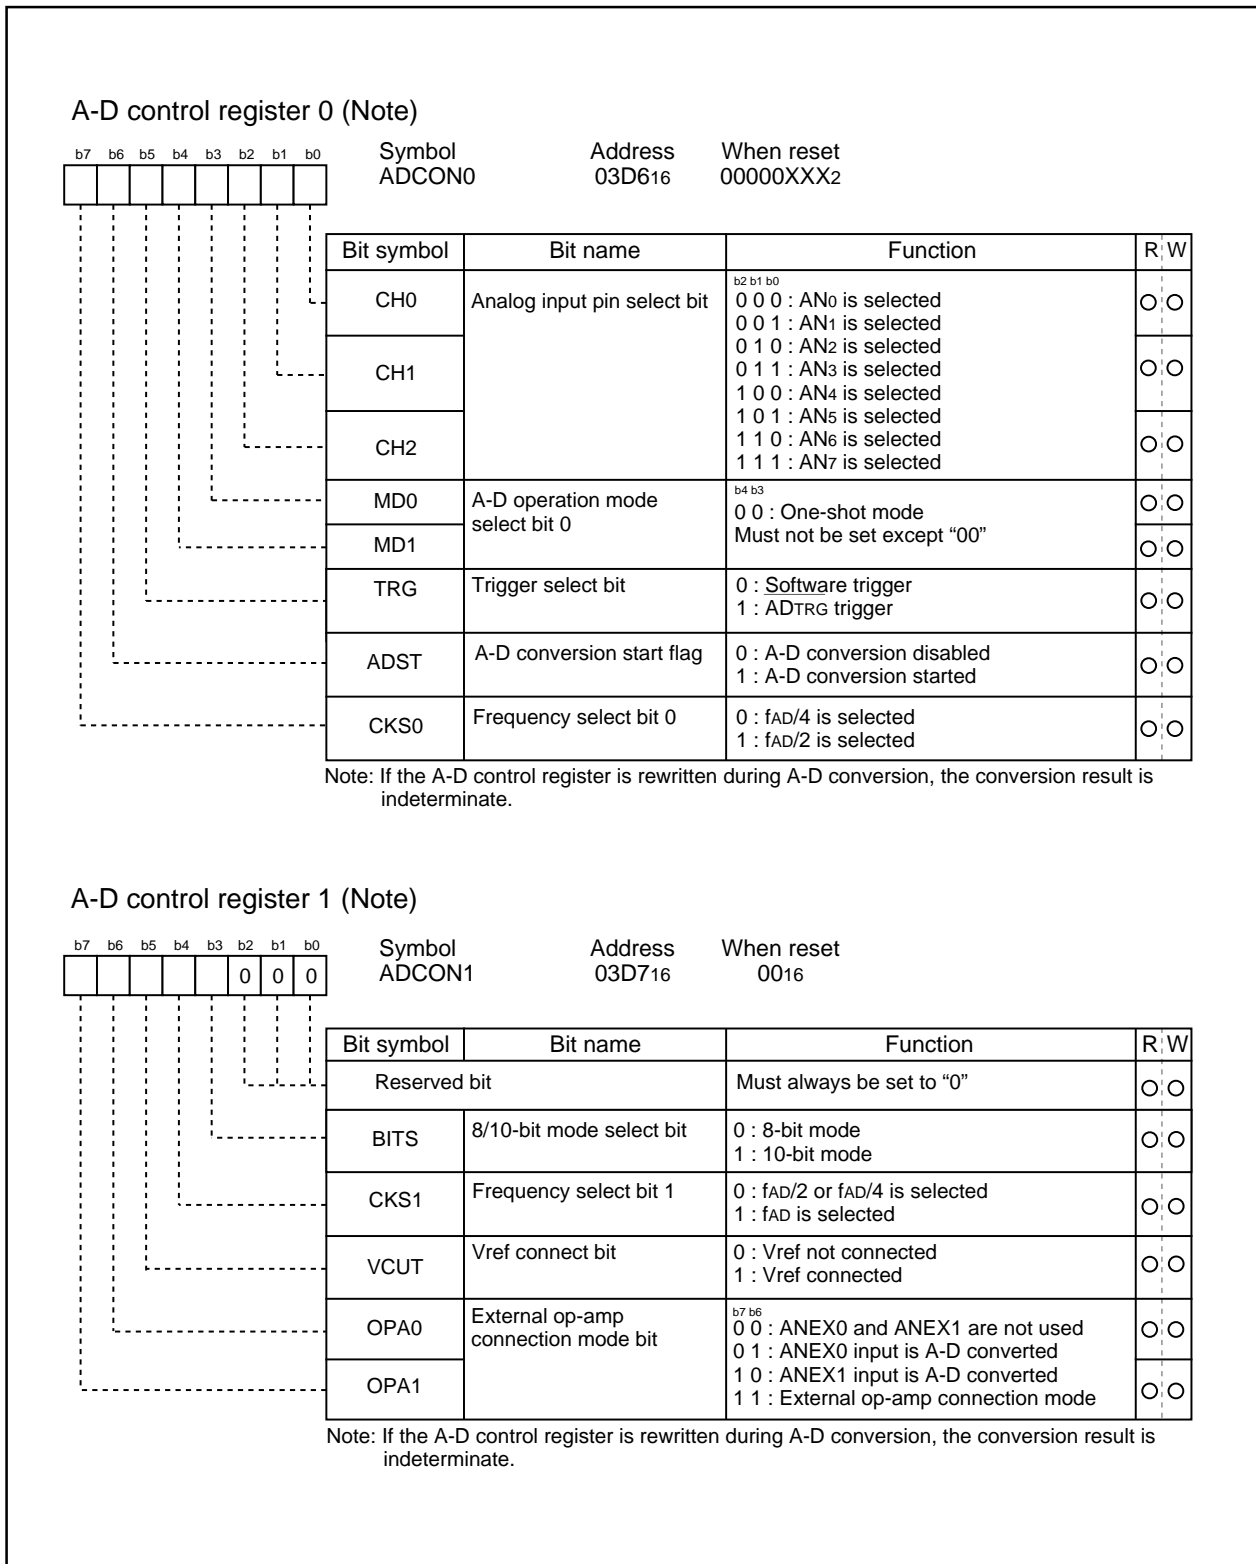 A-D control register 0 (Note)
b7 b6 b5 b4 b3 b2 b1 b0
Symbol Address When reset
ADCON0 03D616 00000XXX2
Bit symbol Bit name Function R W
CH0 Analog input pin select bit
b2 b1 b0
0 0 0 : AN0 is selected
0 0 1 : AN1 is selected
0 1 0 : AN2 is selected
0 1 1 : AN3 is selected
1 0 0 : AN4 is selected
1 0 1 : AN5 is selected
1 1 0 : AN6 is selected
1 1 1 : AN7 is selected
CH1
CH2
MD0 A-D operation mode
select bit 0
b4 b3
0 0 : One-shot mode
Must not be set except “00”
MD1
TRG Trigger select bit
0 : Software trigger
1 : ADTRG trigger
ADST A-D conversion start flag
0 : A-D conversion disabled
1 : A-D conversion started
CKS0 Frequency select bit 0
0 : fAD/4 is selected
1 : fAD/2 is selected
Note: If the A-D control register is rewritten during A-D conversion, the conversion result is
indeterminate.
A-D control register 1 (Note)
b7 b6 b5 b4 b3 b2 b1 b0
0 0 0
Symbol Address When reset
ADCON1 03D716 0016
Bit symbol Bit name Function R W
Reserved bit Must always be set to “0”
BITS 8/10-bit mode select bit
0 : 8-bit mode
1 : 10-bit mode
CKS1 Frequency select bit 1
0 : fAD/2 or fAD/4 is selected
1 : fAD is selected
VCUT Vref connect bit
0 : Vref not connected
1 : Vref connected
OPA0 External op-amp
connection mode bit
b7 b6
0 0 : ANEX0 and ANEX1 are not used
0 1 : ANEX0 input is A-D converted
1 0 : ANEX1 input is A-D converted
1 1 : External op-amp connection mode
OPA1
Note: If the A-D control register is rewritten during A-D conversion, the conversion result is
indeterminate.